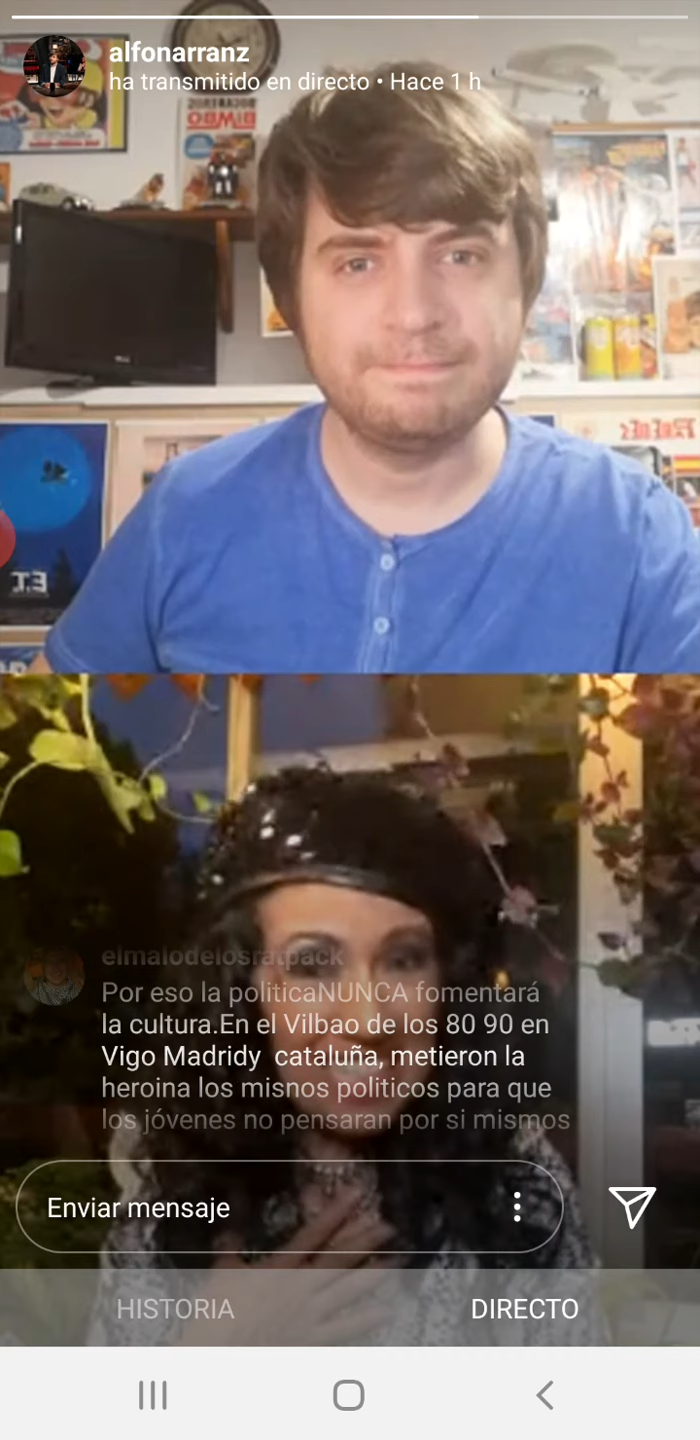 alfonarranz
ha transmitido en directo • Hace 1 h
BOCADEROS
BIMBO
E.T
elmalodelosratpack
Por eso la politicaNUNCA fomentará
la cultura.En el Vilbao de los 80 90 en
Vigo Madridy  cataluña, metieron la
heroina los misnos politicos para que
los jóvenes no pensaran por si mismos
Enviar mensaje
HISTORIA
DIRECTO